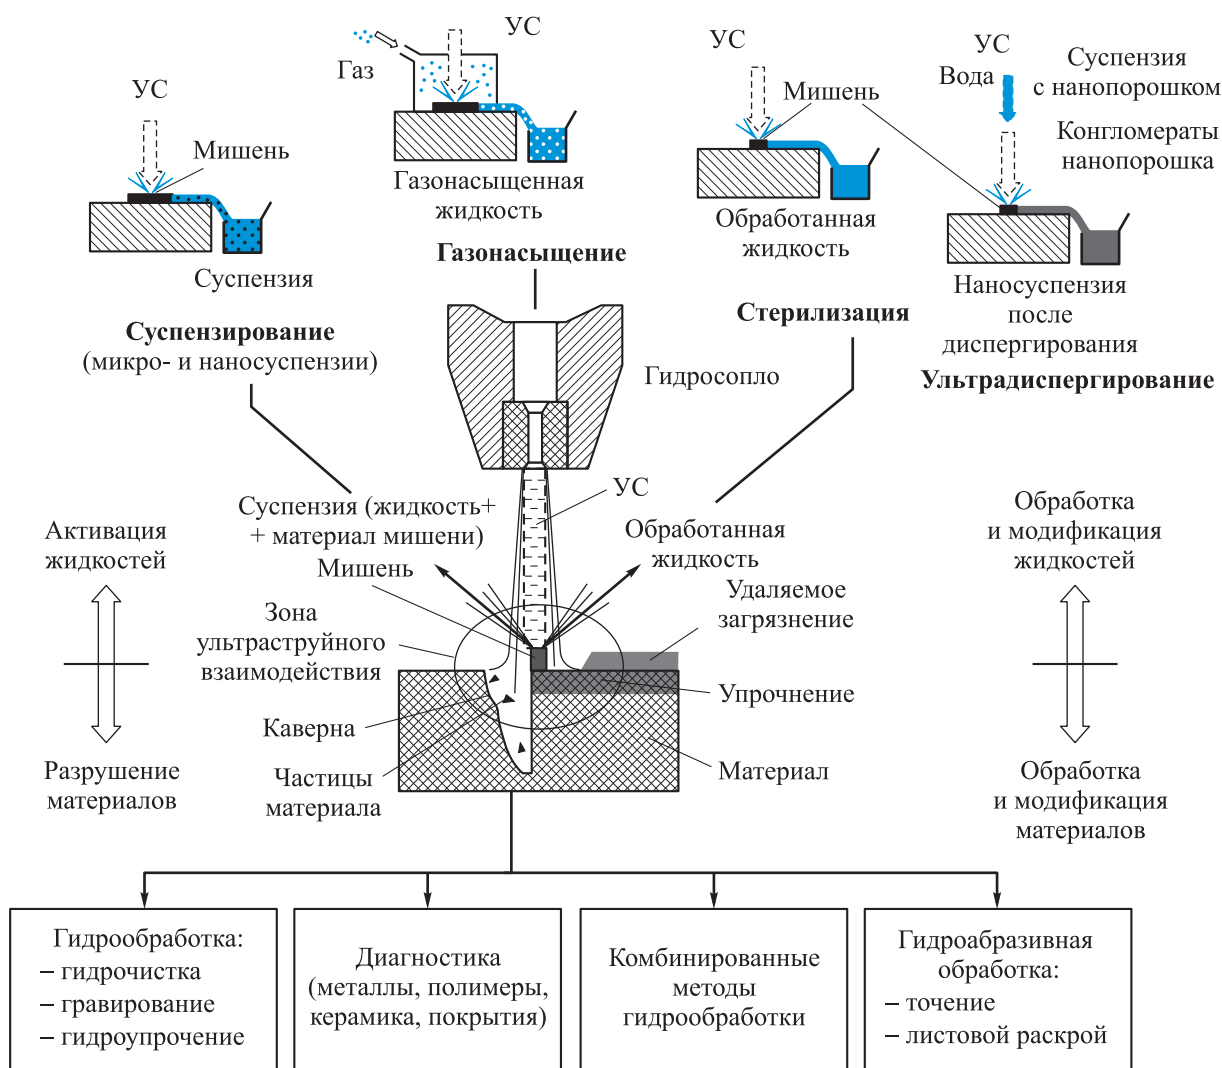 УС
Мишень
Суспензия
Суспензирование
(микро- и наносуспензии)
УС
Газ
Газонасыщенная
жидкость
Газонасыщение
УС
Мишень
Обработанная
жидкость
Стерилизация
УС
Вода
Суспензия
с нанопорошком
Конгломераты
нанопорошка
Наносуспензия
после
диспергирования
Ультрадиспергирование
Гидросопло
УС
Суспензия (жидкость+
+ материал мишени)
Мишень
Обработанная
жидкость
Удаляемое
загрязнение
Зона
ультраструйного
взаимодействия
Упрочнение
Каверна
Частицы
материала
Материал
Активация
жидкостей
Разрушение
материалов
Обработка
и модификация
жидкостей
Обработка
и модификация
материалов
Гидрообработка:
– гидрочистка
– гравирование
– гидроупрочение
Диагностика
(металлы, полимеры,
керамика, покрытия)
Комбинированные
методы
гидрообработки
Гидроабразивная
обработка:
– точение
– листовой раскрой